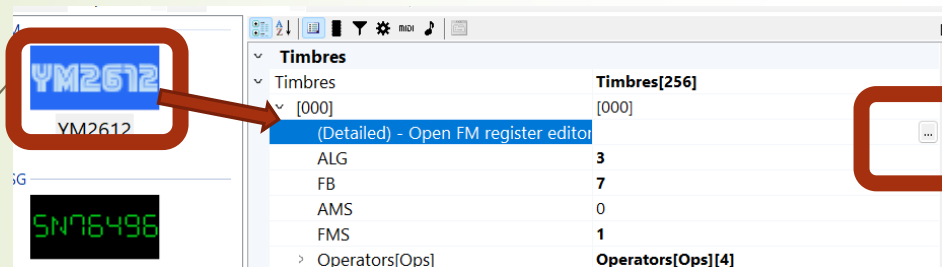 YM2612
YM2612
SG
SN76496
MIDI
Timbres
Timbres Timbres[256]
[000] [000]
(Detailed) - Open FM register editor ...
ALG 3
FB 7
AMS 0
FMS 1
Operators[Ops] Operators[Ops][4]